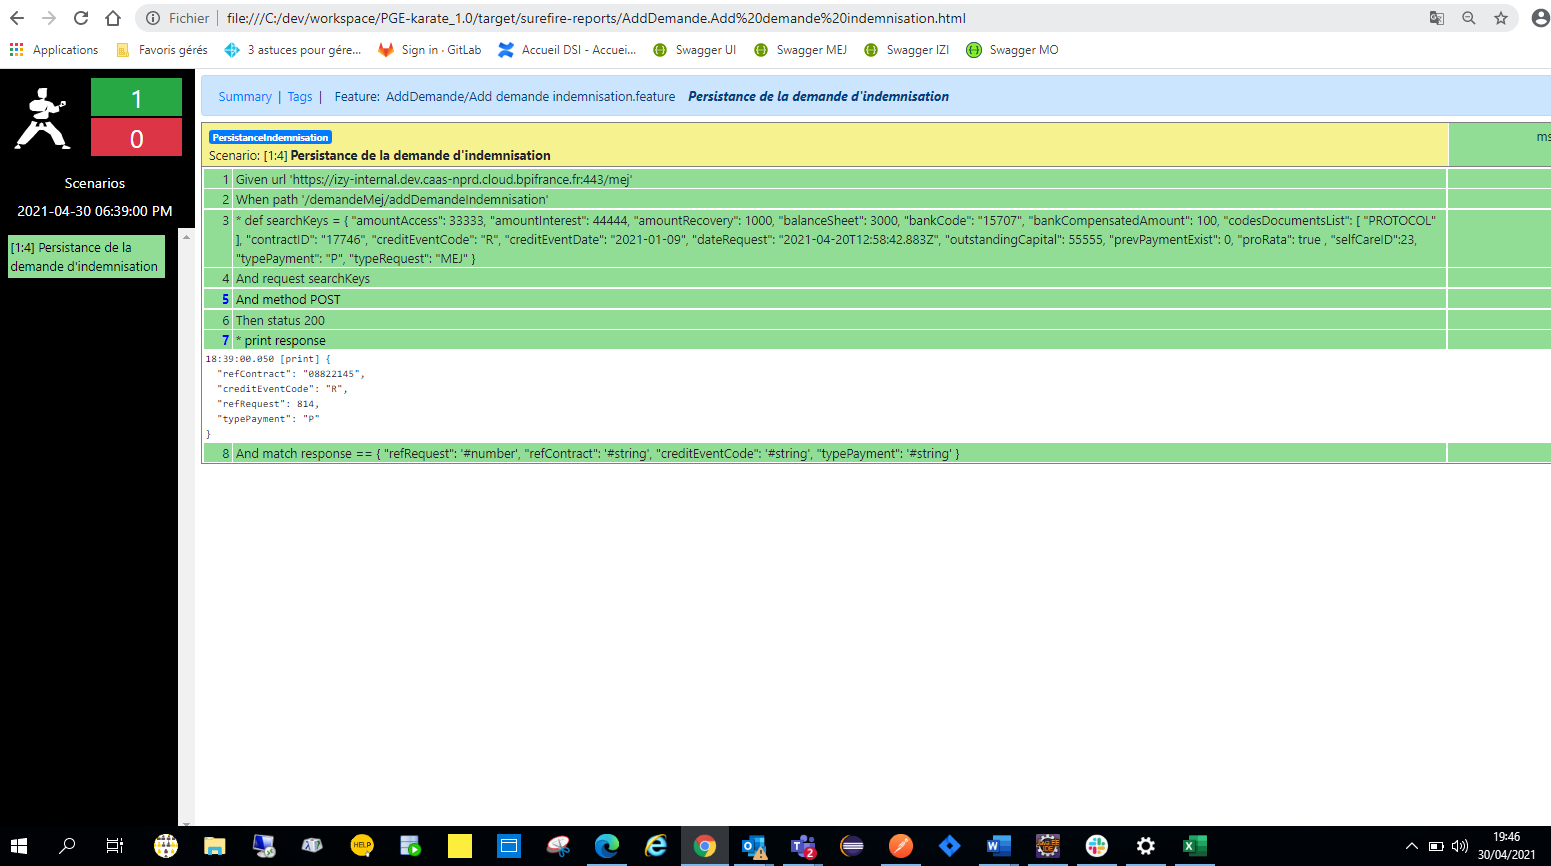 Fichier
file:///C:/dev/workspace/PGE-karate_1.0/target/surefire-reports/AddDemande.Add%20demande%20indemnisation.html
Applications
Favoris gérés
3 astuces pour gére...
Sign in · GitLab
Accueil DSI - Accuei...
Swagger UI
Swagger MEJ
Swagger IZI
Swagger MO
1
0
Scenarios
2021-04-30 06:39:00 PM
[1:4] Persistance de la
demande d'indemnisation
Summary | Tags | Feature: AddDemande/Add demande indemnisation.feature Persistance de la demande d'indemnisation
PersistanceIndemnisation
Scenario: [1:4] Persistance de la demande d'indemnisation
ms
1 Given url 'https://izy-internal.dev.caas-nprd.cloud.bpifrance.fr:443/mej'
2 When path '/demandeMej/addDemandeIndemnisation'
3 * def searchKeys = { "amountAccess": 33333, "amountInterest": 44444, "amountRecovery": 1000, "balanceSheet": 3000, "bankCode": "15707", "bankCompensatedAmount": 100, "codesDocumentsList": [ "PROTOCOL"
], "contractID": "17746", "creditEventCode": "R", "creditEventDate": "2021-01-09", "dateRequest": "2021-04-20T12:58:42.883Z", "outstandingCapital": 55555, "prevPaymentExist": 0, "proRata": true , "selfCareID":23,
"typePayment": "P", "typeRequest": "MEJ" }
4 And request searchKeys
5 And method POST
6 Then status 200
7 * print response
18:39:00.050 [print] {
"refContract": "08822145",
"creditEventCode": "R",
"refRequest": 814,
"typePayment": "P"
}
8 And match response == { "refRequest": '#number', "refContract": '#string', "creditEventCode": '#string', "typePayment": '#string' }
HELP
2
19:46
30/04/2021